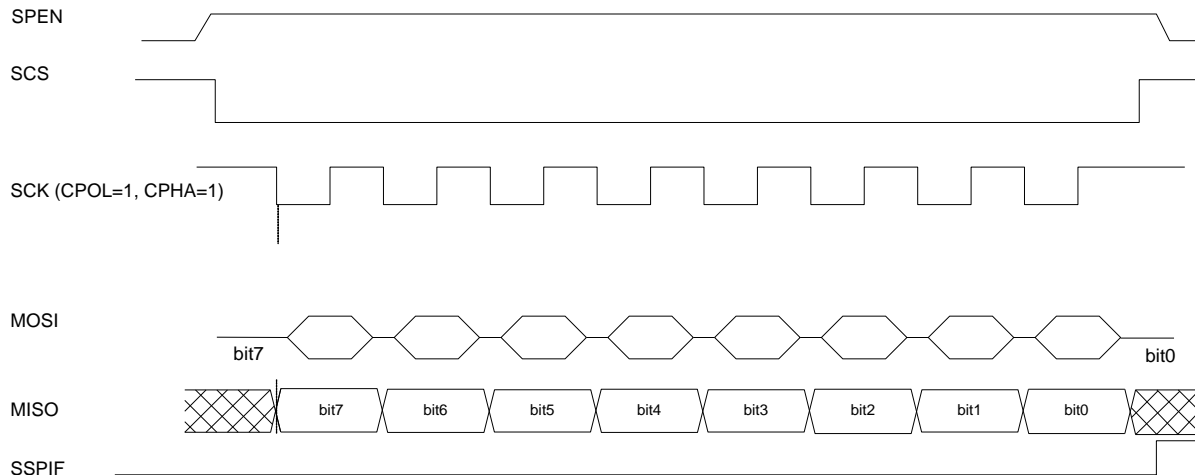 SPEN
SCS
SCK (CPOL=1, CPHA=1)
MOSI
bit7 bit0
MISO bit7 bit6 bit5 bit4 bit3 bit2 bit1 bit0
SSPIF